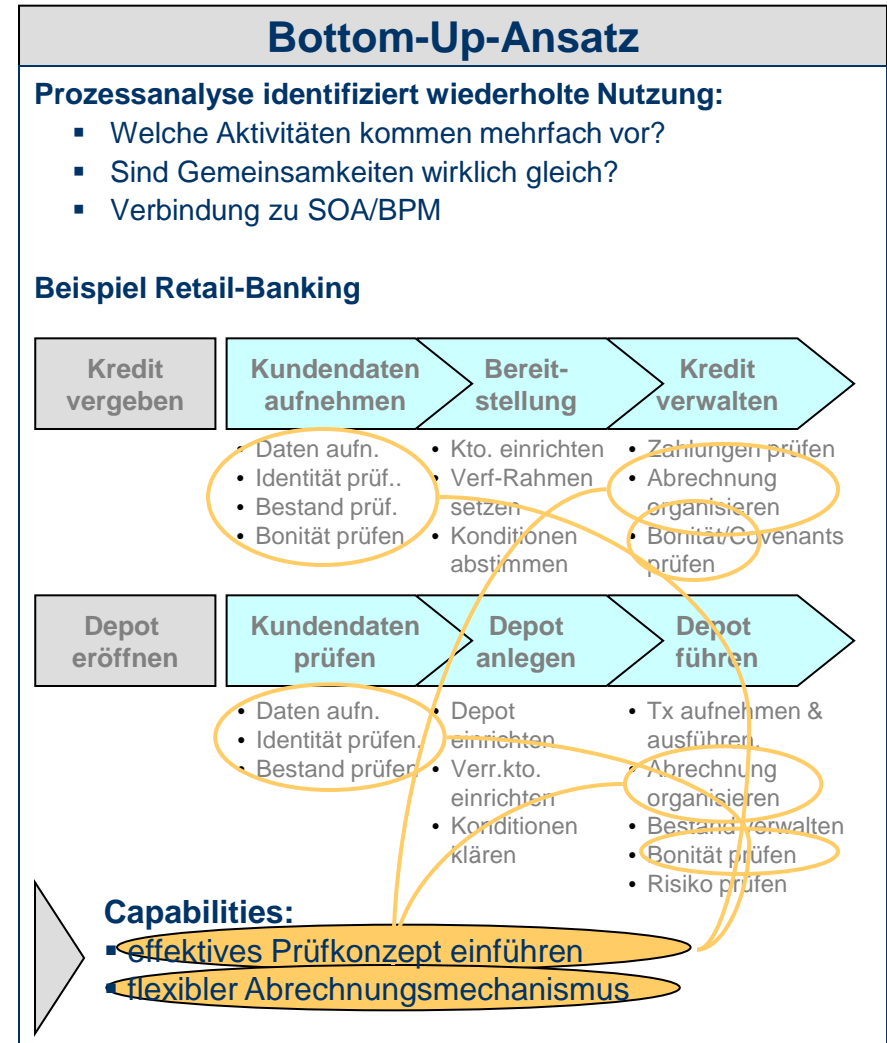 Bottom-Up-Ansatz
Prozessanalyse identifiziert wiederholte Nutzung:
▪ Welche Aktivitäten kommen mehrfach vor?
▪ Sind Gemeinsamkeiten wirklich gleich?
▪ Verbindung zu SOA/BPM
Beispiel Retail-Banking
Kredit
vergeben
Kundendaten
aufnehmen
Bereit-
stellung
Kredit
verwalten
• Daten aufn.
• Identität prüf..
• Bestand prüf.
• Bonität prüfen
• Kto. einrichten
• Verf-Rahmen
setzen
• Konditionen
abstimmen
• Zahlungen prüfen
• Abrechnung
organisieren
• Bonität/Covenants
prüfen
Depot
eröffnen
Kundendaten
prüfen
Depot
anlegen
Depot
führen
• Daten aufn.
• Identität prüfen.
• Bestand prüfen
• Depot
einrichten
• Verr.kto.
einrichten
• Konditionen
klären
• Tx aufnehmen &
ausführen.
• Abrechnung
organisieren
• Bestand verwalten
• Bonität prüfen
• Risiko prüfen
Capabilities:
▪ effektives Prüfkonzept einführen
▪ flexibler Abrechnungsmechanismus